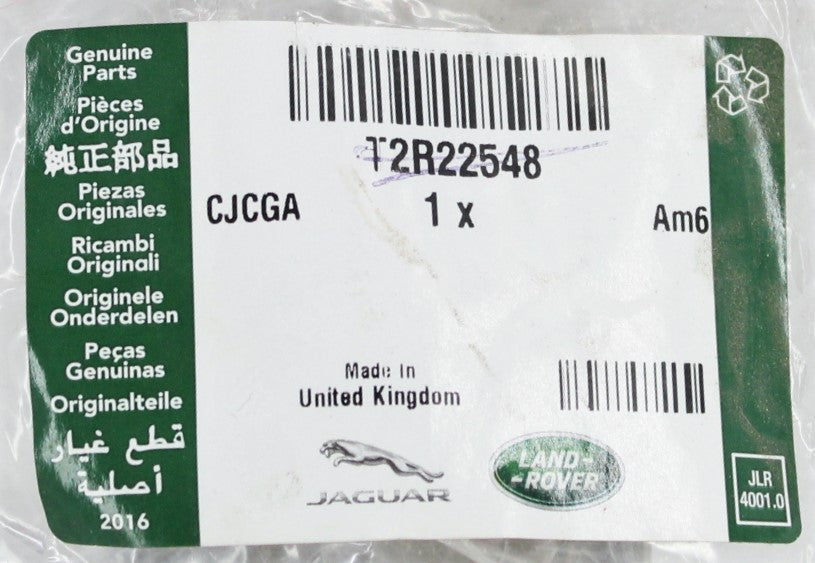 Genuine
Parts
Pièces
d'Origine
純正部品
Piezas
Originales
Ricambi
Originali
Originele
Onderdelen
Peças
Genuinas
Originalteile
قطع غيار
أصلية
2016
T2R22548
CJCGA
1 x
Am6
Made In
United Kingdom
JAGUAR
LAND-
-ROVER
JLR
4001.0